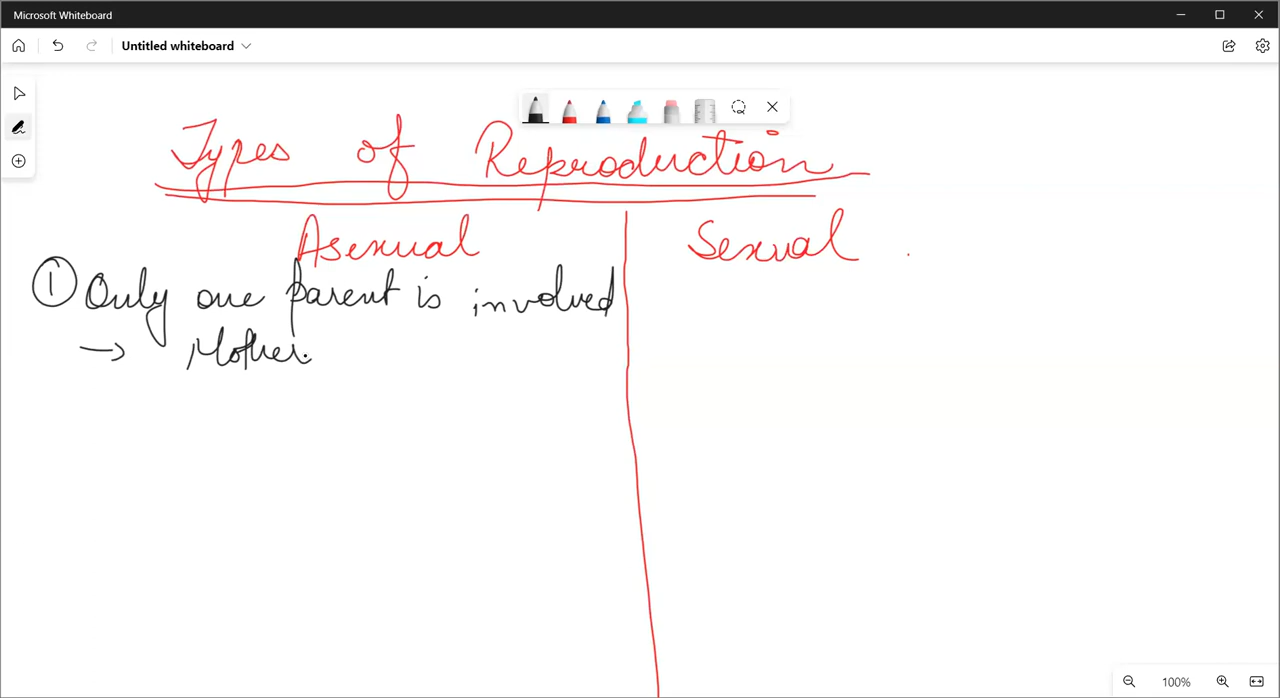 Microsoft Whiteboard
Untitled whiteboard
Types of Reproduction
Asexual
Sexual
① Only one parent is involved
→ Mother.
100%